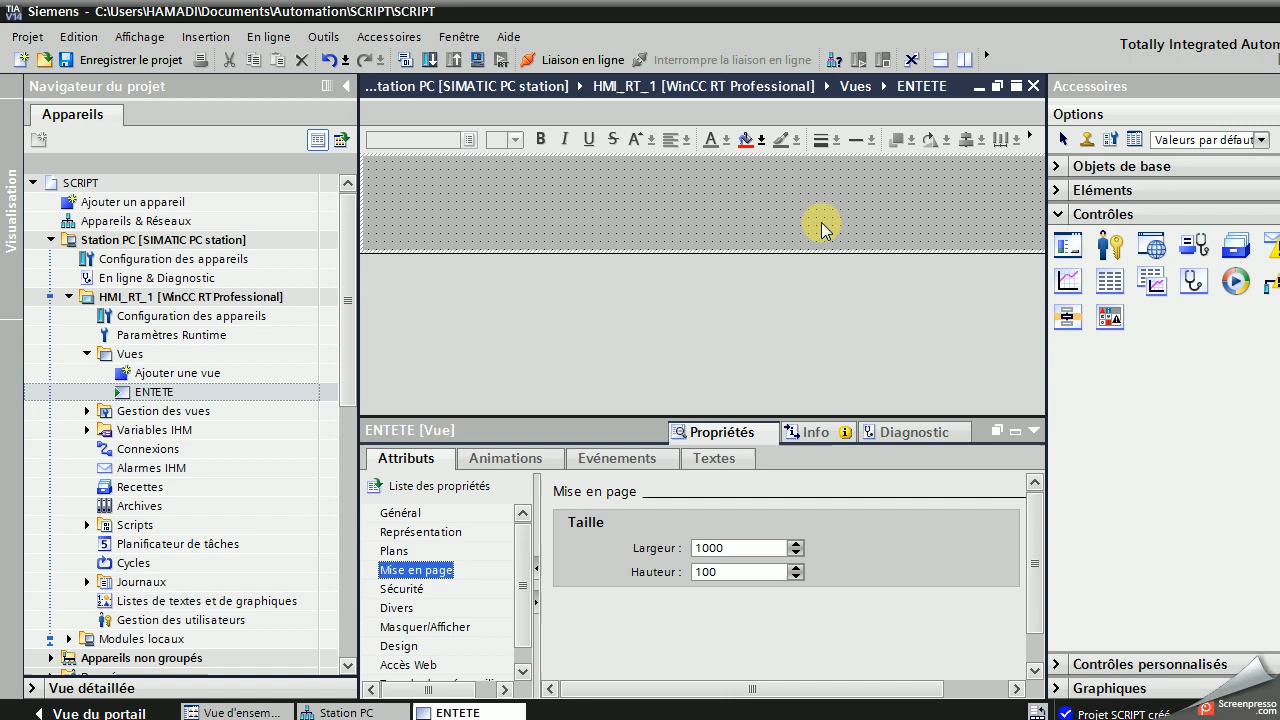 TIA V14
Siemens - C:\Users\HAMADI\Documents\Automation\SCRIPT\SCRIPT
Projet Edition Affichage Insertion En ligne Outils Accessoires Fenêtre Aide
Totally Integrated Autom
Enregistrer le projet
Liaison en ligne
Interrompre la liaison en ligne
Navigateur du projet
...tation PC [SIMATIC PC station]
HMI_RT_1 [WinCC RT Professional]
Vues
ENTETE
Accessoires
Appareils
Options
Valeurs par défaut
Visualisation
SCRIPT
Ajouter un appareil
Appareils & Réseaux
Station PC [SIMATIC PC station]
Configuration des appareils
En ligne & Diagnostic
HMI_RT_1 [WinCC RT Professional]
Configuration des appareils
Paramètres Runtime
Vues
Ajouter une vue
ENTETE
Gestion des vues
Variables IHM
Connexions
Alarmes IHM
Recettes
Archives
Scripts
Planificateur de tâches
Cycles
Journaux
Listes de textes et de graphiques
Gestion des utilisateurs
Modules locaux
Appareils non groupés
Vue détaillée
B I U S A A
Objets de base
Eléments
Contrôles
ENTETE [Vue]
Propriétés
Info
Diagnostic
Attributs
Animations
Evénements
Textes
Liste des propriétés
Général
Représentation
Plans
Mise en page
Sécurité
Divers
Masquer/Afficher
Design
Accès Web
Mise en page
Taille
Largeur : 1000
Hauteur : 100
Contrôles personnalisés
Graphiques
Vue du portail
Vue d'ensem...
Station PC
ENTETE
Projet SCRIPT créé
Screenpresso
.com